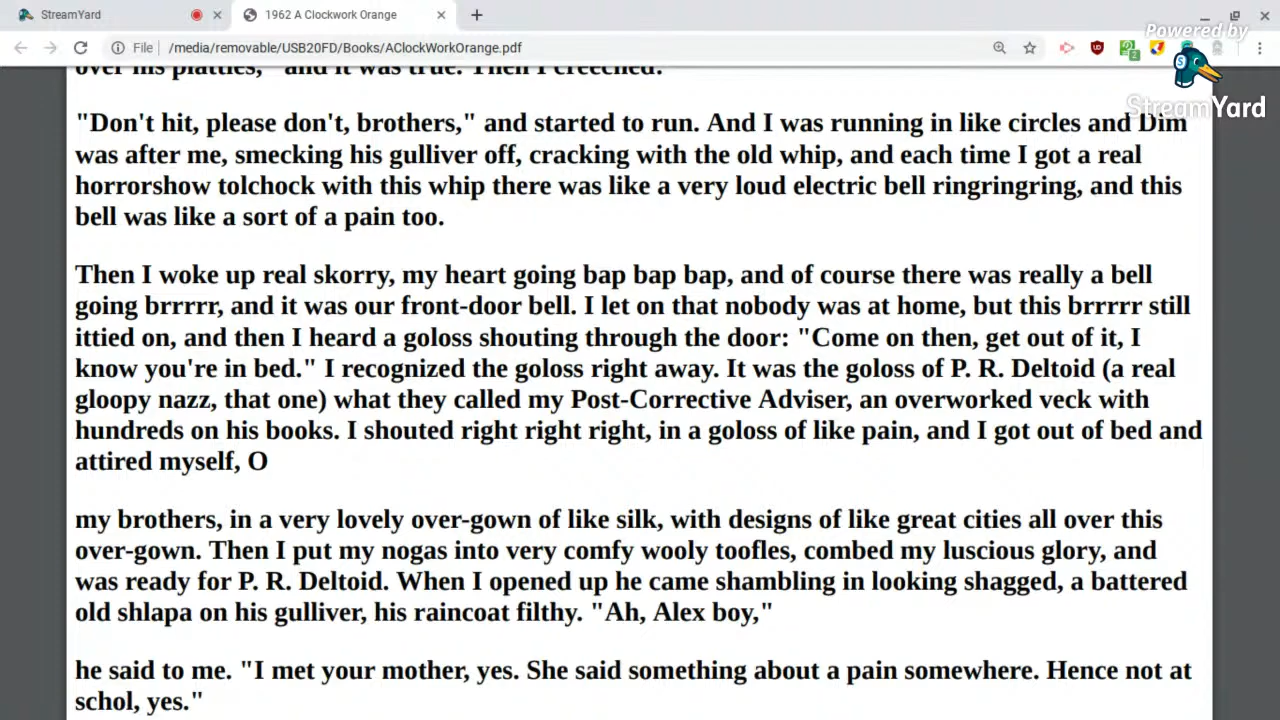 StreamYard
1962 A Clockwork Orange
File
/media/removable/USB20FD/Books/AClockWorkOrange.pdf
Powered by
StreamYard
over his platties," and it was true. Then I creeched:
"Don't hit, please don't, brothers," and started to run. And I was running in like circles and Dim
was after me, smecking his gulliver off, cracking with the old whip, and each time I got a real
horrorshow tolchock with this whip there was like a very loud electric bell ringringring, and this
bell was like a sort of a pain too.
Then I woke up real skorry, my heart going bap bap bap, and of course there was really a bell
going brrrrr, and it was our front-door bell. I let on that nobody was at home, but this brrrrr still
ittied on, and then I heard a goloss shouting through the door: "Come on then, get out of it, I
know you're in bed." I recognized the goloss right away. It was the goloss of P. R. Deltoid (a real
gloopy nazz, that one) what they called my Post-Corrective Adviser, an overworked veck with
hundreds on his books. I shouted right right right, in a goloss of like pain, and I got out of bed and
attired myself, O
my brothers, in a very lovely over-gown of like silk, with designs of like great cities all over this
over-gown. Then I put my nogas into very comfy wooly toofles, combed my luscious glory, and
was ready for P. R. Deltoid. When I opened up he came shambling in looking shagged, a battered
old shlapa on his gulliver, his raincoat filthy. "Ah, Alex boy,"
he said to me. "I met your mother, yes. She said something about a pain somewhere. Hence not at
schol, yes."